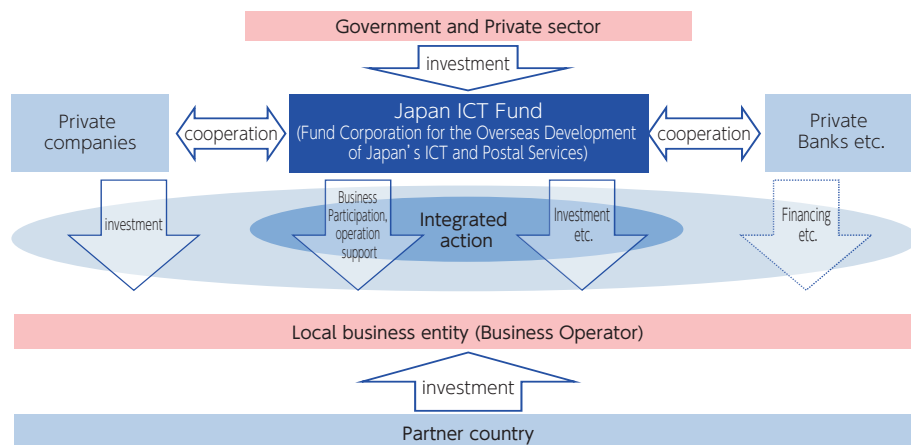 Government and Private sector
investment
Private
companies
cooperation
Japan ICT Fund
(Fund Corporation for the Overseas Development
of Japan's ICT and Postal Services)
cooperation
Private
Banks etc.
investment
Business
Participation,
operation
support
Integrated
action
Investment
etc.
Financing
etc.
Local business entity (Business Operator)
investment
Partner country